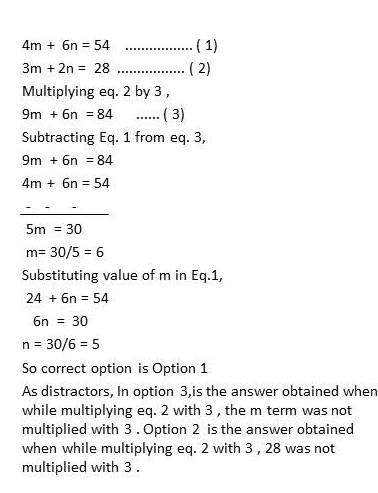 4m + 6n = 54 ................. ( 1)
3m + 2n = 28 ................. ( 2)
Multiplying eq. 2 by 3 ,
9m + 6n = 84 ...... ( 3)
Subtracting Eq. 1 from eq. 3,
9m + 6n = 84
4m + 6n = 54
- - -
5m = 30
m= 30/5 = 6
Substituting value of m in Eq.1,
24 + 6n = 54
6n = 30
n = 30/6 = 5
So correct option is Option 1
As distractors, In option 3,is the answer obtained when
while multiplying eq. 2 with 3 , the m term was not
multiplied with 3 . Option 2 is the answer obtained
when while multiplying eq. 2 with 3 , 28 was not
multiplied with 3 .